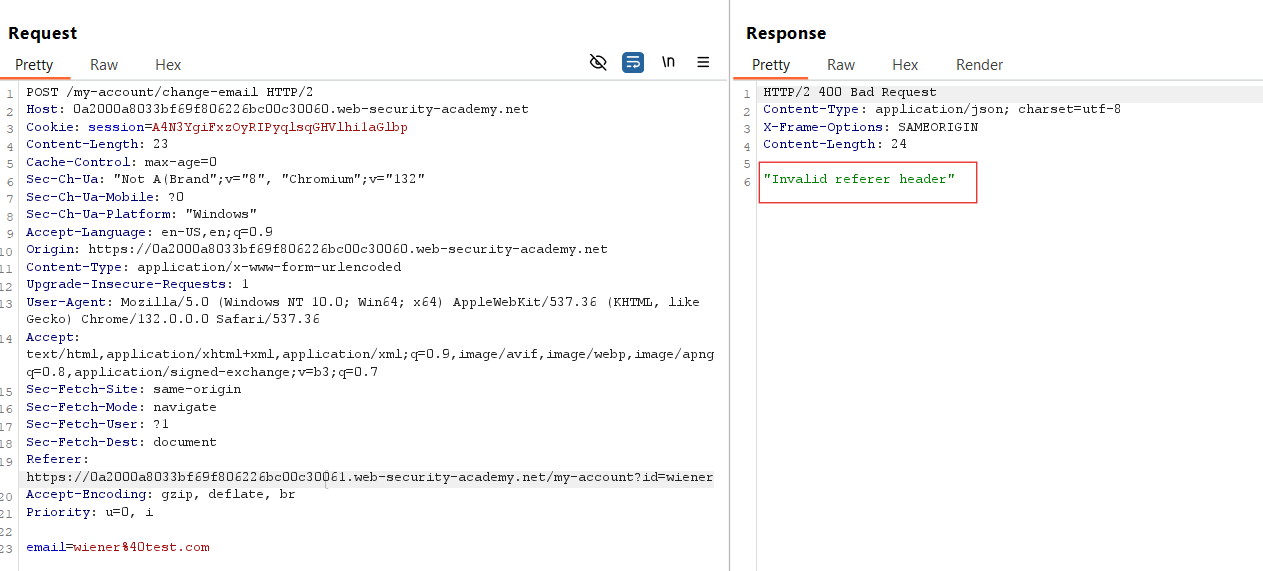 Request
Pretty Raw Hex \n
1 POST /my-account/change-email HTTP/2
2 Host: 0a2000a8033bf69f806226bc00c30060.web-security-academy.net
3 Cookie: session=A4N3YgiFxzOyRIPyqlsqGHVlhi1aGlbp
4 Content-Length: 23
5 Cache-Control: max-age=0
6 Sec-Ch-Ua: "Not A(Brand";v="8", "Chromium";v="132"
7 Sec-Ch-Ua-Mobile: ?0
8 Sec-Ch-Ua-Platform: "Windows"
9 Accept-Language: en-US,en;q=0.9
10 Origin: https://0a2000a8033bf69f806226bc00c30060.web-security-academy.net
11 Content-Type: application/x-www-form-urlencoded
12 Upgrade-Insecure-Requests: 1
13 User-Agent: Mozilla/5.0 (Windows NT 10.0; Win64; x64) AppleWebKit/537.36 (KHTML, like
Gecko) Chrome/132.0.0.0 Safari/537.36
14 Accept:
text/html,application/xhtml+xml,application/xml;q=0.9,image/avif,image/webp,image/apng
q=0.8,application/signed-exchange;v=b3;q=0.7
15 Sec-Fetch-Site: same-origin
16 Sec-Fetch-Mode: navigate
17 Sec-Fetch-User: ?1
18 Sec-Fetch-Dest: document
19 Referer:
https://0a2000a8033bf69f806226bc00c30061.web-security-academy.net/my-account?id=wiener
20 Accept-Encoding: gzip, deflate, br
21 Priority: u=0, i
22
23 email=wiener%40test.com
Response
Pretty Raw Hex Render
1 HTTP/2 400 Bad Request
2 Content-Type: application/json; charset=utf-8
3 X-Frame-Options: SAMEORIGIN
4 Content-Length: 24
5
6 "Invalid referer header"